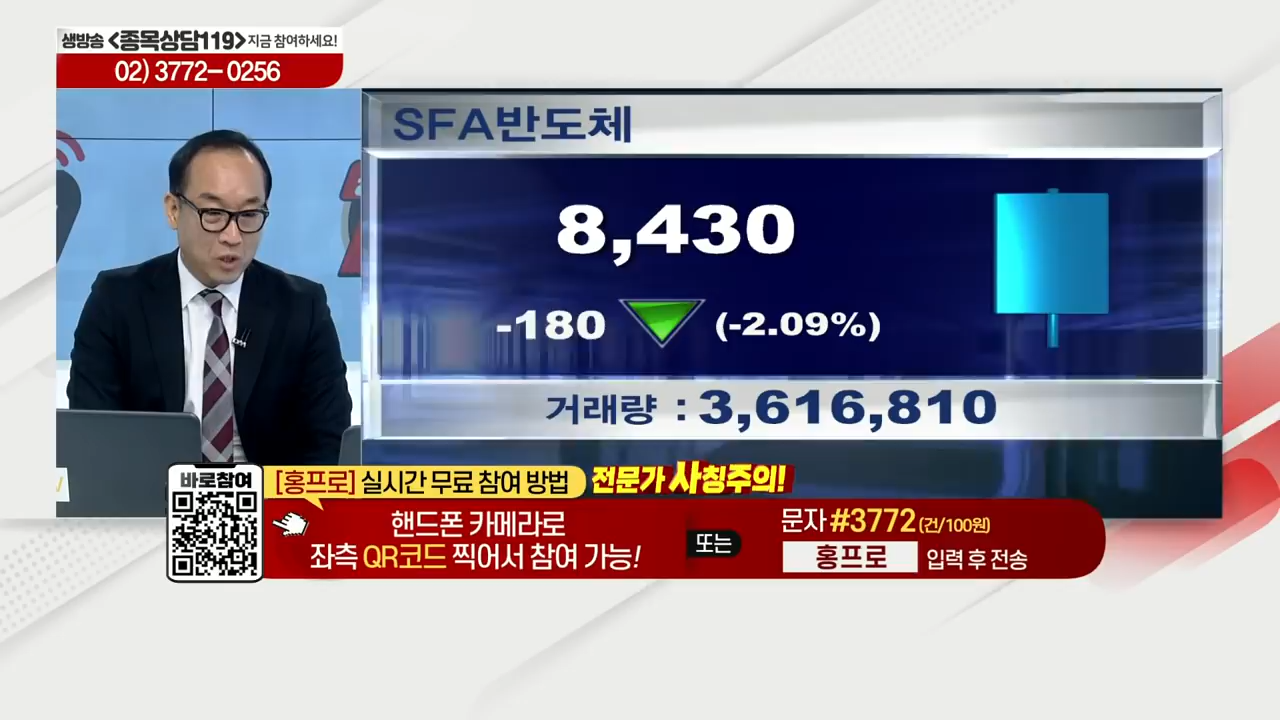 생방송 <종목상담119> 지금 참여하세요!
02) 3772-0256
SFA반도체
8,430
-180 (-2.09%)
거래량 : 3,616,810
바로참여
[홍프로] 실시간 무료 참여 방법 전문가 사칭주의!
핸드폰 카메라로
좌측 QR코드 찍어서 참여 가능!
또는
문자 #3772 (건/100원)
홍프로 입력 후 전송